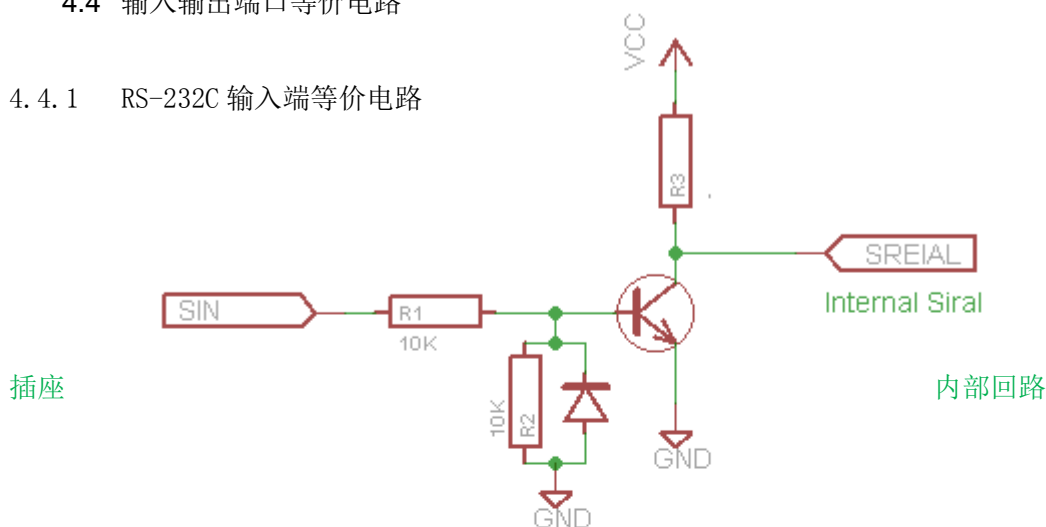 4.4 输入输出端口等价电路
VCC
4.4.1 RS-232C 输入端等价电路
R3
SREIAL
SIN
R1
Internal Siral
10K
插座
内部回路
10K
R2
GND
GND